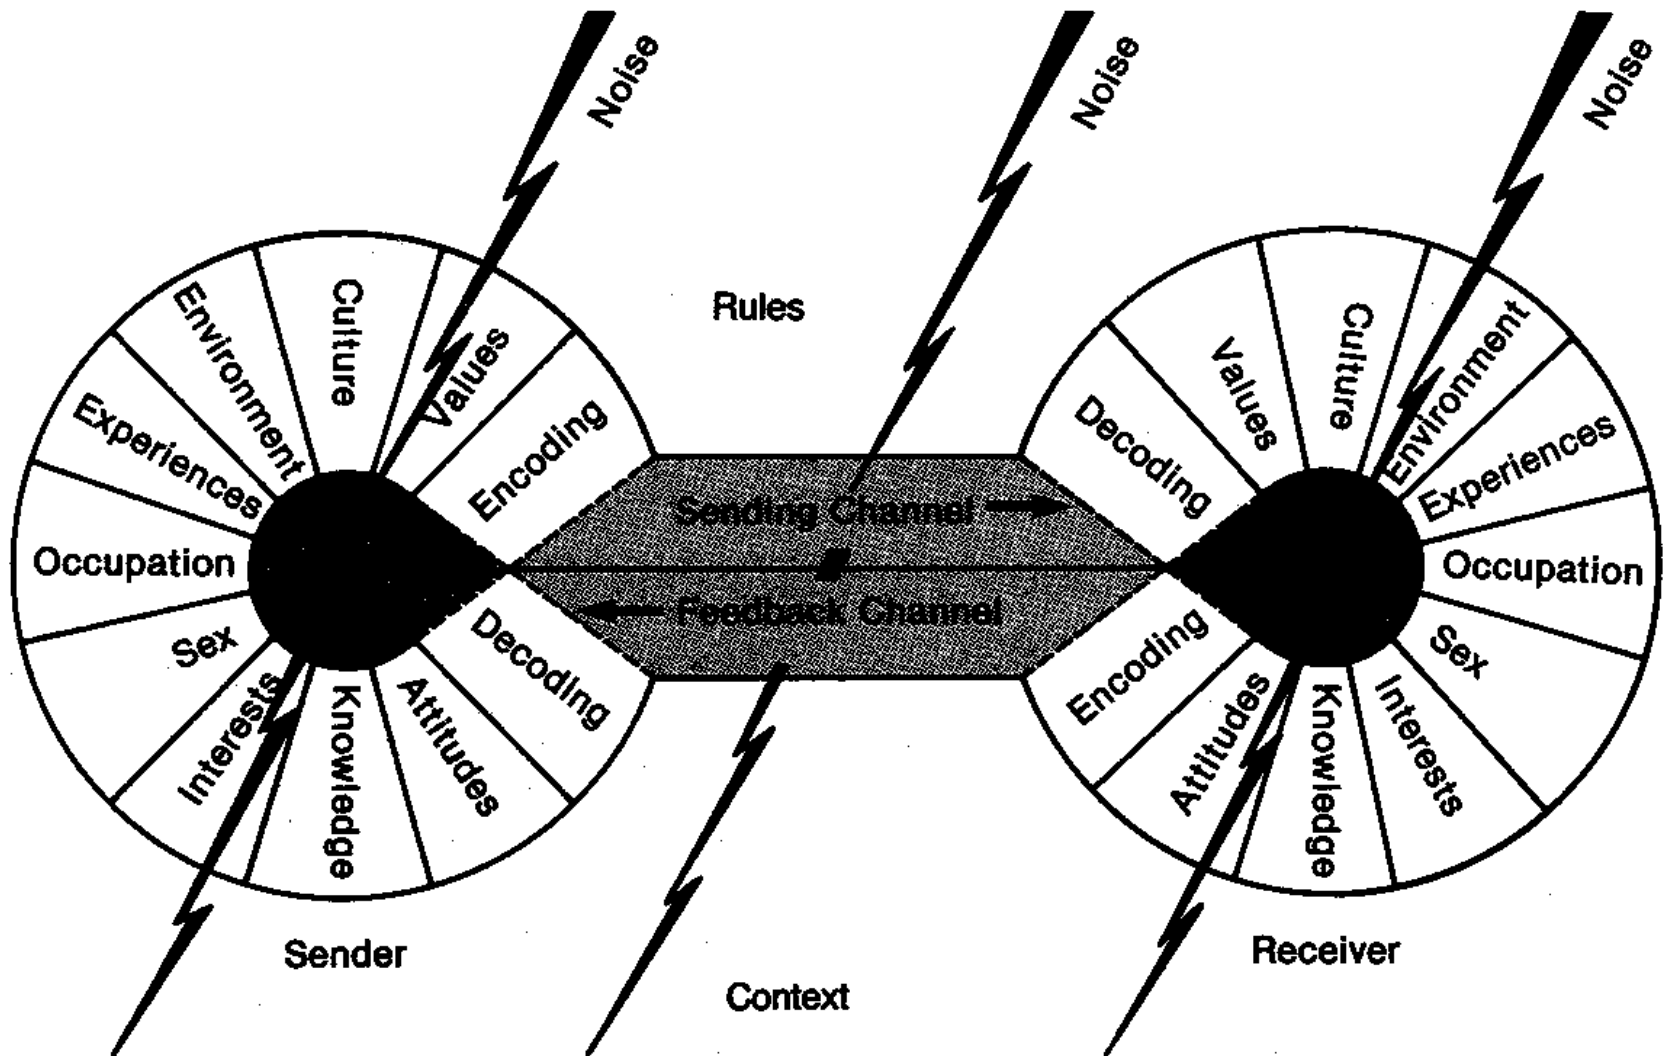 Noise
Noise
Noise
Rules
Culture
Environment
Values
Experiences
Encoding
Occupation
Sex
Decoding
Interests
Knowledge
Attitudes
Sending Channel
Feedback Channel
Culture
Values
Environment
Decoding
Experiences
Occupation
Encoding
Sex
Attitudes
Knowledge
Interests
Sender
Receiver
Context